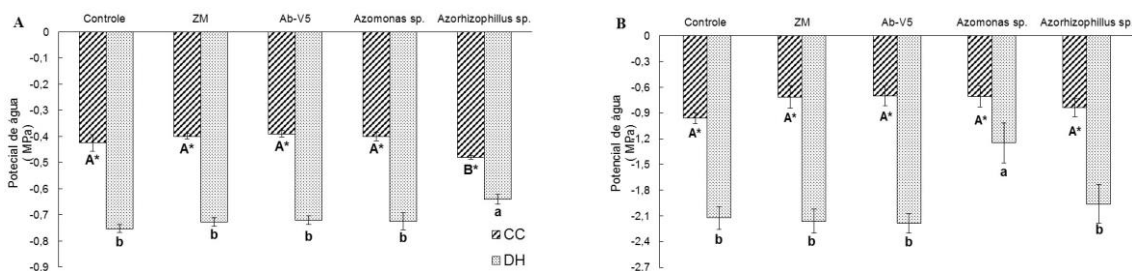 A
Controle ZM Ab-V5 Azomonas sp. Azorhizophillus sp.
Potecial de água
( MPa)
0
-0,1
-0,2
-0,3
-0,4
-0,5
-0,6
-0,7
-0,8
-0,9
A* A* A* A* B*
b b b b a
CC
DH
B
Controle ZM Ab-V5 Azomonas sp. Azorhizophillus sp.
Potencial de água
( MPa)
0
-0,3
-0,6
-0,9
-1,2
-1,5
-1,8
-2,1
-2,4
-2,7
A* A* A* A* A*
b b b a b